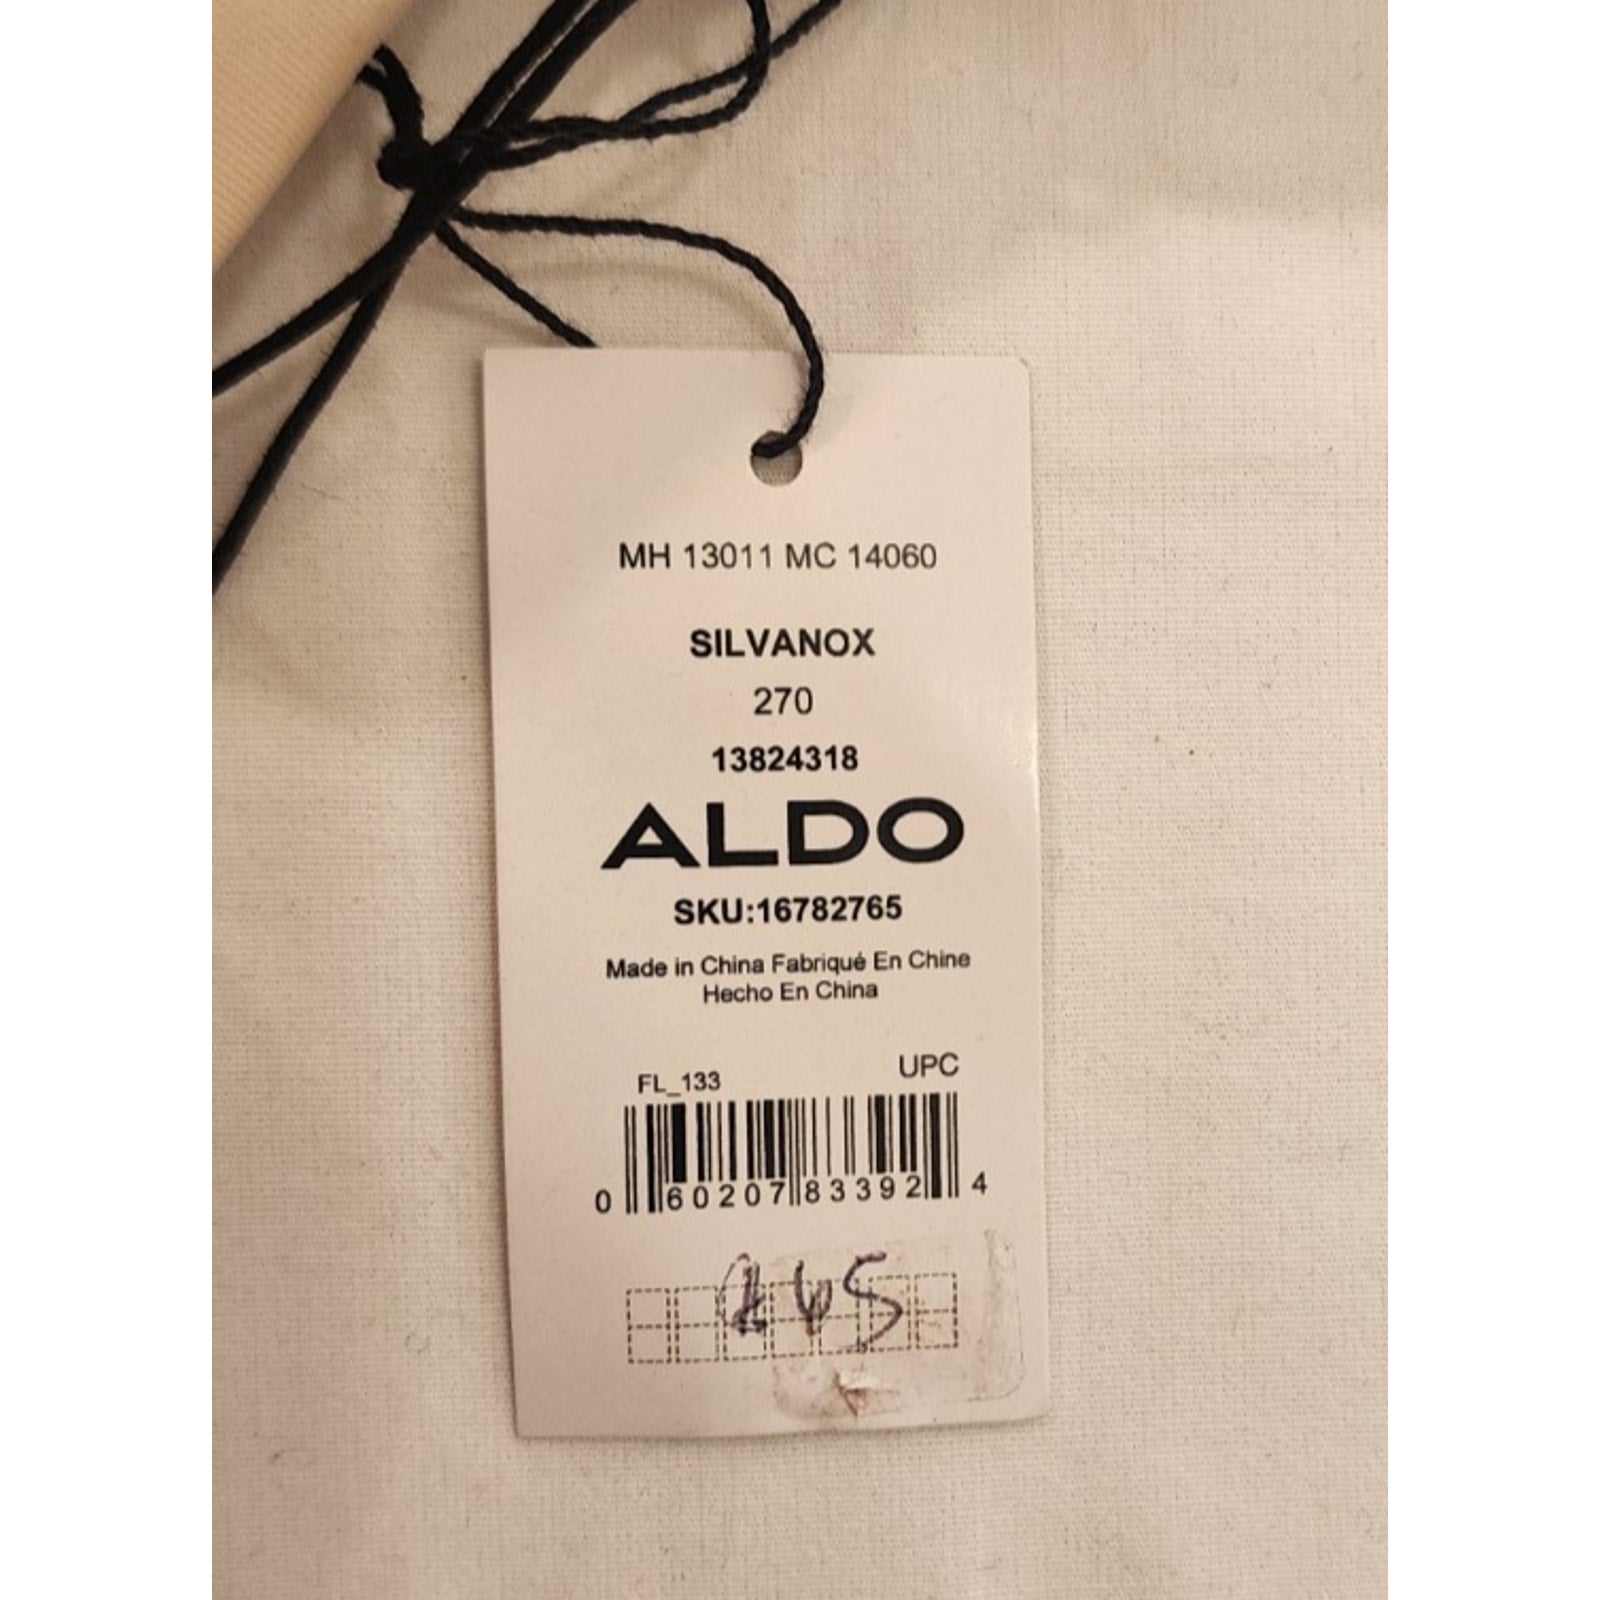 MH 13011 MC 14060
SILVANOX
270
13824318
ALDO
SKU:16782765
Made in China Fabriqué En Chine
Hecho En China
FL_133
UPC
0 60207 83392 4